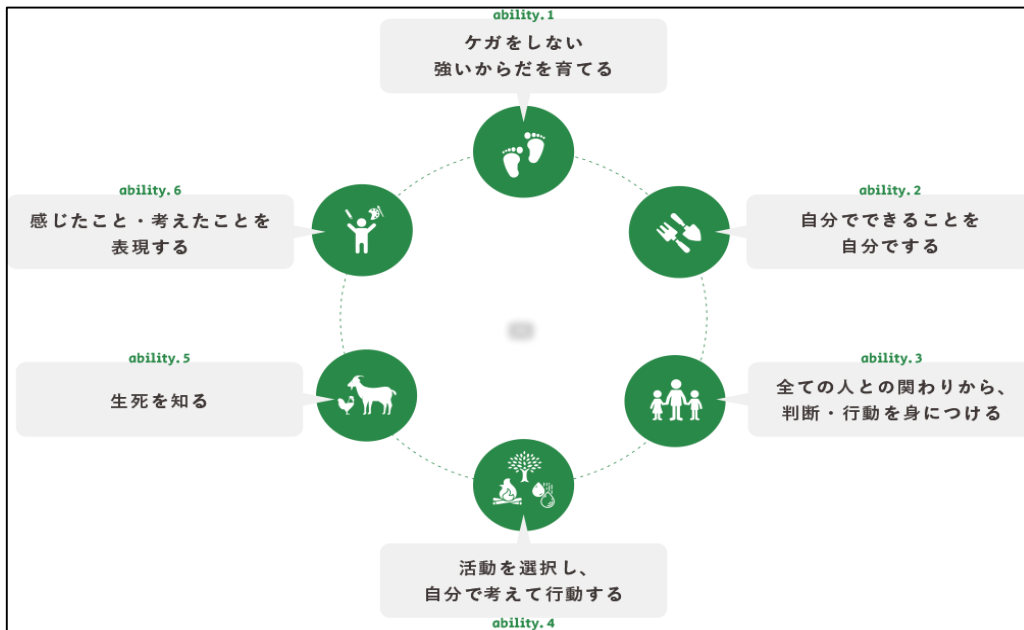 ability.1
ケガをしない
強いからだを育てる
ability.2
自分でできることを
自分でする
ability.3
全ての人との関わりから、
判断・行動を身につける
活動を選択し、
自分で考えて行動する
ability.4
ability.5
生死を知る
ability.6
感じたこと・考えたことを
表現する